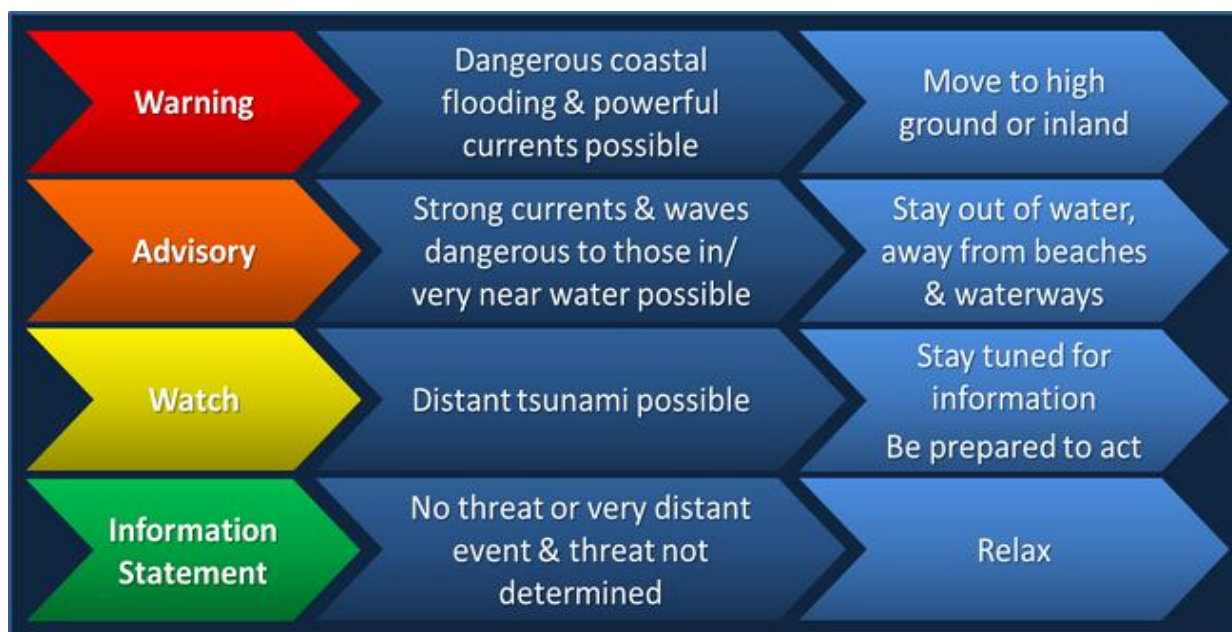 Warning
Dangerous coastal
flooding & powerful
currents possible
Move to high
ground or inland
Advisory
Strong currents & waves
dangerous to those in/
very near water possible
Stay out of water,
away from beaches
& waterways
Watch
Distant tsunami possible
Stay tuned for
information
Be prepared to act
Information
Statement
No threat or very distant
event & threat not
determined
Relax